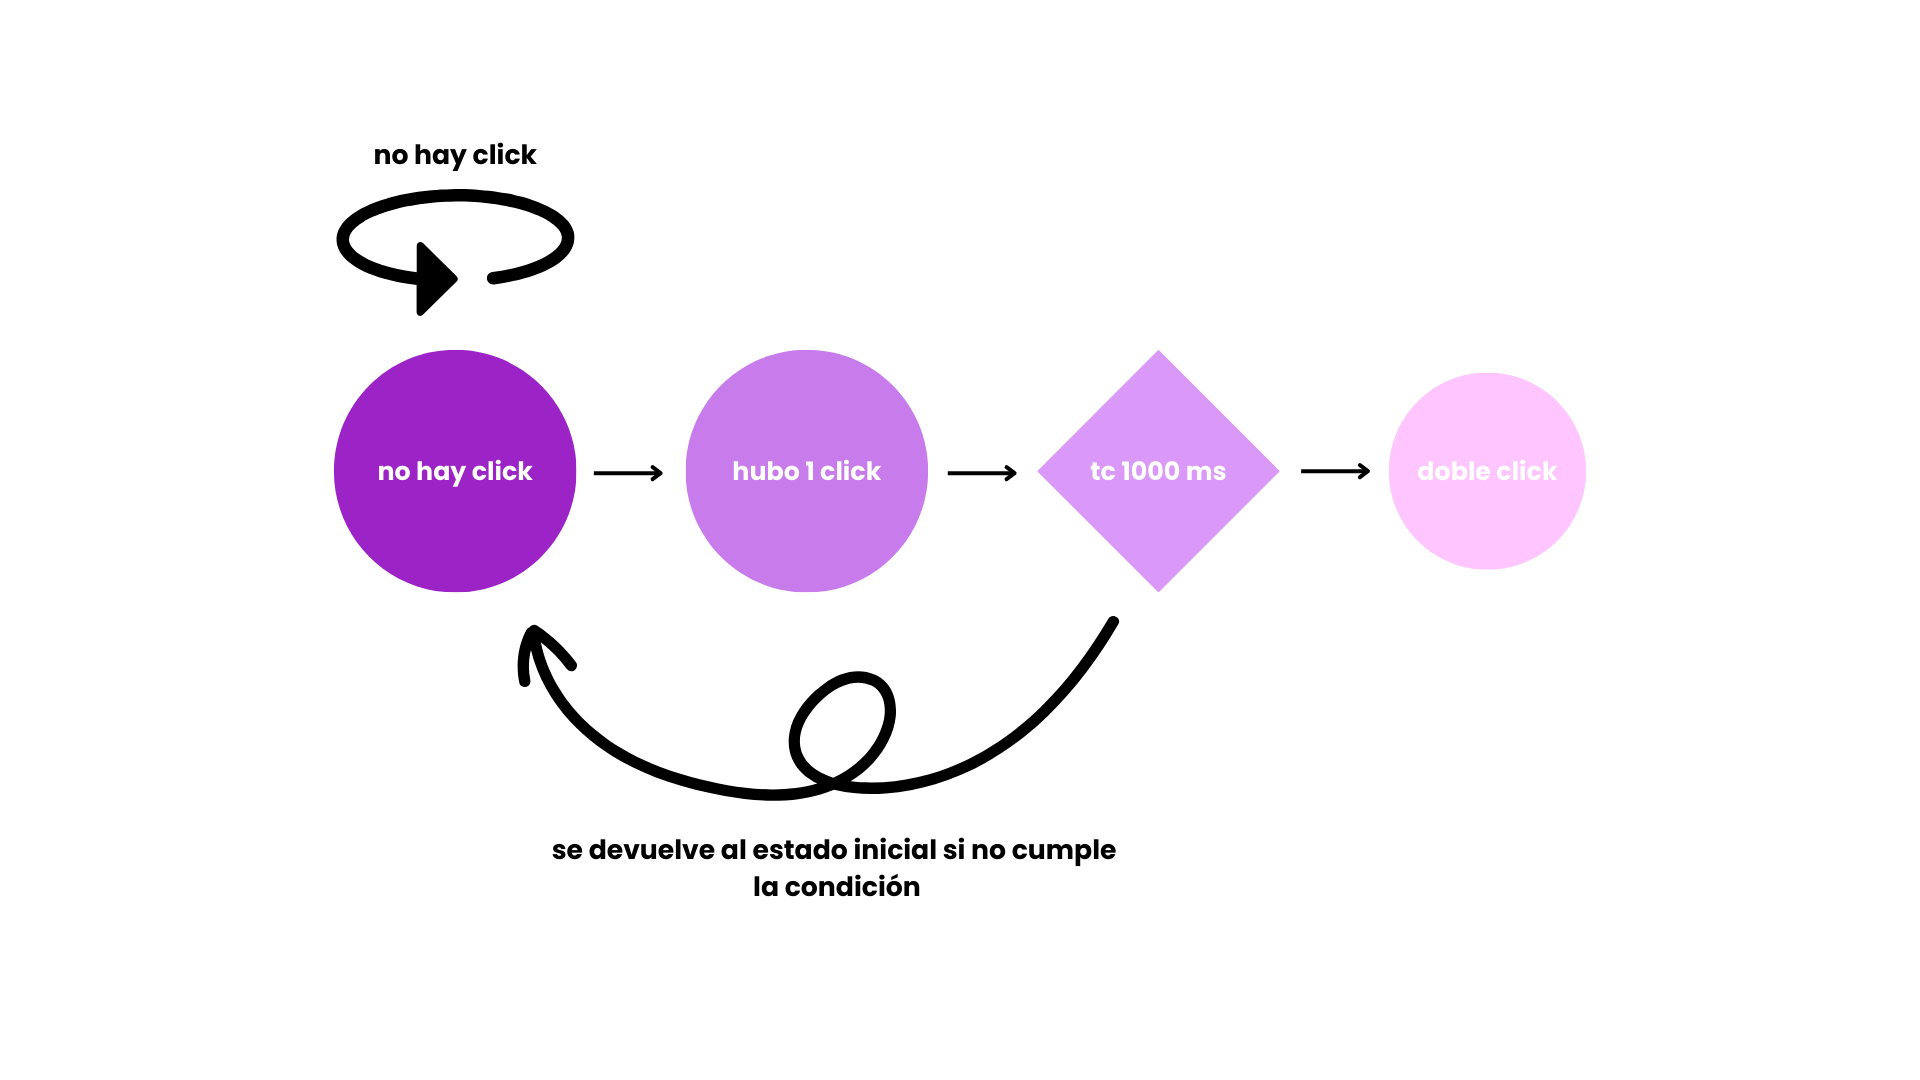 no hay click
no hay click
hubo 1 click
tc 1000 ms
doble click
se devuelve al estado inicial si no cumple
la condición